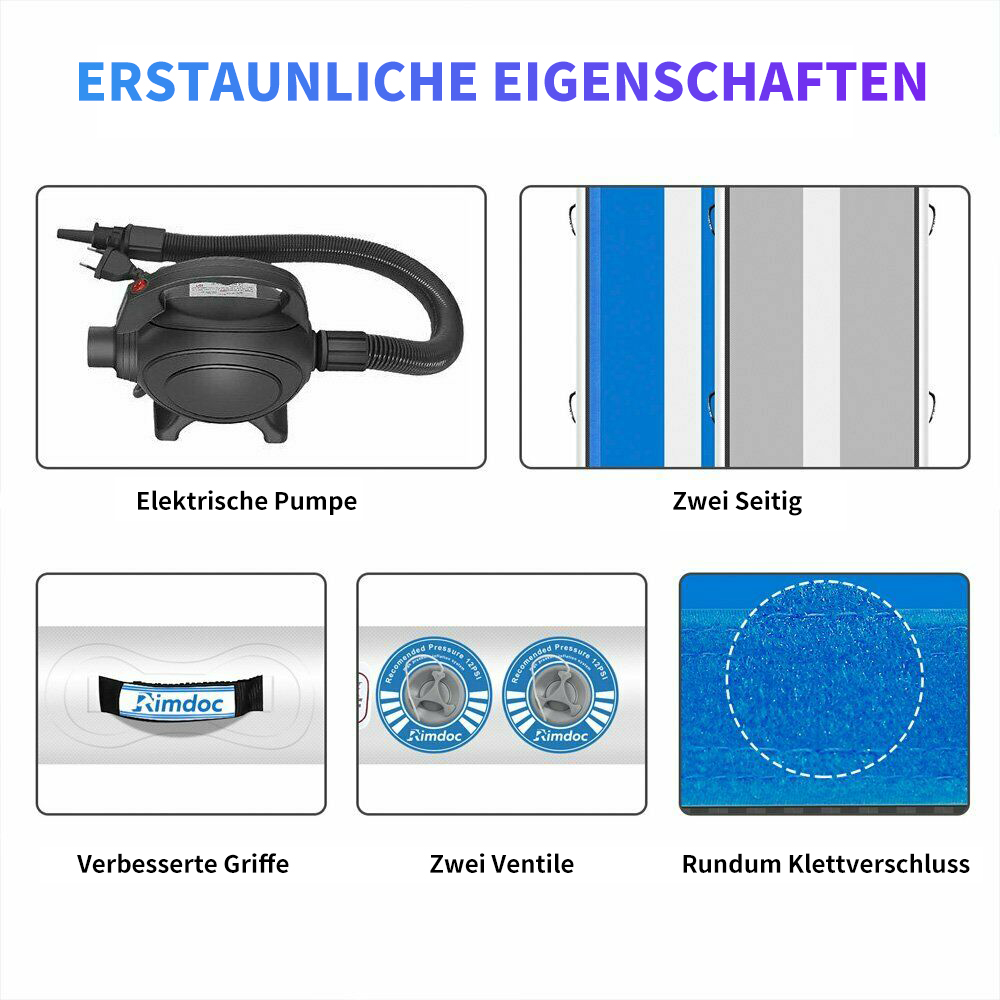 ERSTAUNLICHE EIGENSCHAFTEN
Elektrische Pumpe
Zwei Seitig
Rimdoc
Recomended Pressure 12PSI
Rimdoc
Recomended Pressure 12PSI
Rimdoc
Verbesserte Griffe
Zwei Ventile
Rundum Klettverschluss